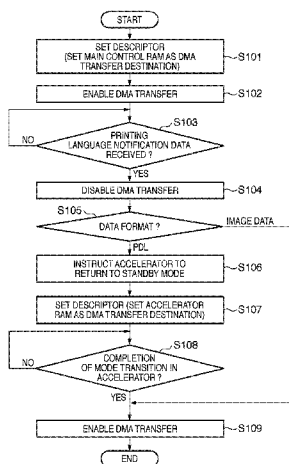 START
SET DESCRIPTOR
(SET MAIN CONTROL RAM AS DMA
TRANSFER DESTINATION)
S101
ENABLE DMA TRANSFER
S102
S103
PRINTING
LANGUAGE NOTIFICATION DATA
RECEIVED ?
NO
YES
DISABLE DMA TRANSFER
S104
S105
DATA FORMAT ?
IMAGE DATA
PDL
INSTRUCT ACCELERATOR TO
RETURN TO STANDBY MODE
S106
SET DESCRIPTOR (SET ACCELERATOR
RAM AS DMA TRANSFER DESTINATION)
S107
S108
COMPLETION
OF MODE TRANSITION IN
ACCELERATOR ?
NO
YES
ENABLE DMA TRANSFER
S109
END